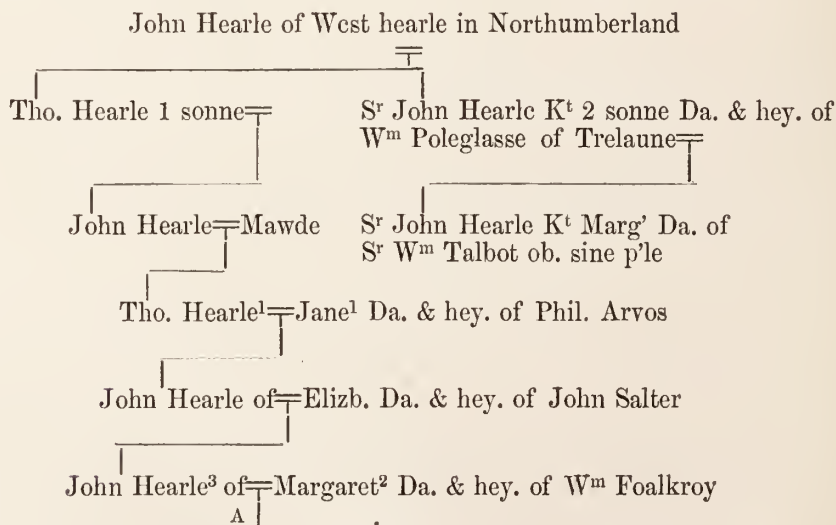 John Hearle of West hearle in Northumberland
Tho. Hearle 1 sonne
Sʳ John Hearle Kᵗ 2 sonne Da. & hey. of
Wᵐ Poleglasse of Trelaune
John Hearle Mawde
Sʳ John Hearle Kᵗ Marg' Da. of
Sʳ Wᵐ Talbot ob. sine p'le
Tho. Hearle¹ Jane¹ Da. & hey. of Phil. Arvos
John Hearle of Elizb. Da. & hey. of John Salter
John Hearle³ of Margaret² Da. & hey. of Wᵐ Foalkroy
A